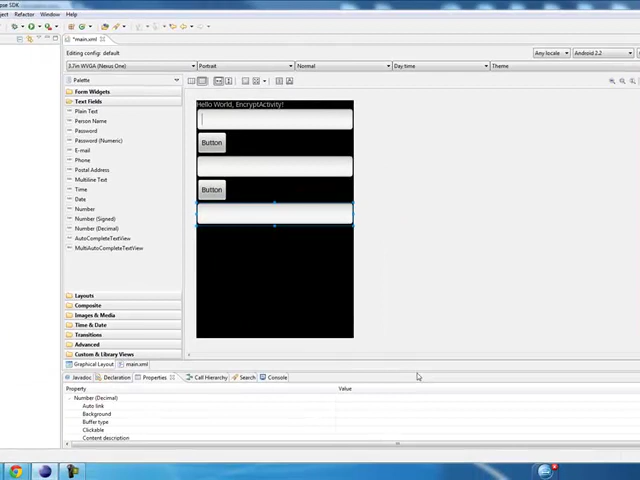 pse SDK
ject Refactor Window Help
*main.xml
Editing config: default
Any locale Android 2.2
3.7in WVGA (Nexus One) Portrait Normal Day time Theme
Palette
Form Widgets
Text Fields
Plain Text
Person Name
Password
Password (Numeric)
E-mail
Phone
Postal Address
Multiline Text
Time
Date
Number
Number (Signed)
Number (Decimal)
AutoCompleteTextView
MultiAutoCompleteTextView
Layouts
Composite
Images & Media
Time & Date
Transitions
Advanced
Custom & Library Views
Hello World, EncryptActivity!
Button
Button
Graphical Layout main.xml
Javadoc Declaration Properties Call Hierarchy Search Console
Property Value
Number (Decimal)
Auto link
Background
Buffer type
Clickable
Content description